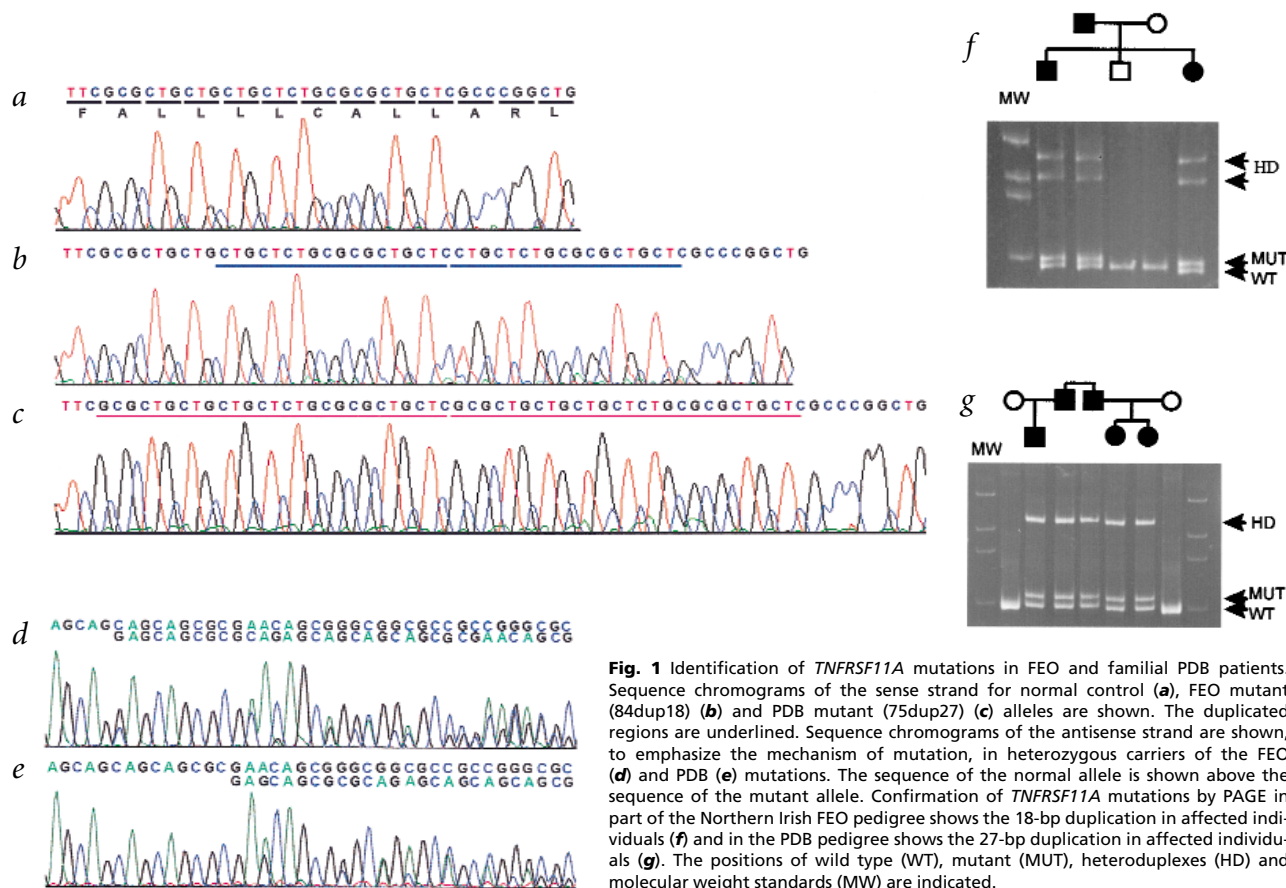 a
TTCGCGCTGCTGCTGCTCTGCGCGCTGCTCGCCCGGCTG
F A L L L L C A L L A R L
b
TTCGCGCTGCTGCTGCTCTGCGCGCTGCTCCTGCTCTGCGCGCTGCTCGCCCGGCTG
c
TTCGCGCTGCTGCTGCTCTGCGCGCTGCTCGCGCTGCTGCTGCTCTGCGCGCTGCTCGCCCGGCTG
d
AGCAGCAGCAGCGCGAACAGCGGGCGGCGCCGCCGGGCGC
GAGCAGCGCGCAGAGCAGCAGCAGCGCGAACAGCG
e
AGCAGCAGCAGCGCGAACAGCGGGCGGCGCCGCCGGGCGC
GAGCAGCGCGCAGAGCAGCAGCAGCG
f
MW
HD
MUT
WT
g
MW
HD
MUT
WT
Fig. 1 Identification of TNFRSF11A mutations in FEO and familial PDB patients.
Sequence chromograms of the sense strand for normal control (a), FEO mutant
(84dup18) (b) and PDB mutant (75dup27) (c) alleles are shown. The duplicated
regions are underlined. Sequence chromograms of the antisense strand are shown,
to emphasize the mechanism of mutation, in heterozygous carriers of the FEO
(d) and PDB (e) mutations. The sequence of the normal allele is shown above the
sequence of the mutant allele. Confirmation of TNFRSF11A mutations by PAGE in
part of the Northern Irish FEO pedigree shows the 18-bp duplication in affected indi-
viduals (f) and in the PDB pedigree shows the 27-bp duplication in affected individu-
als (g). The positions of wild type (WT), mutant (MUT), heteroduplexes (HD) and
molecular weight standards (MW) are indicated.